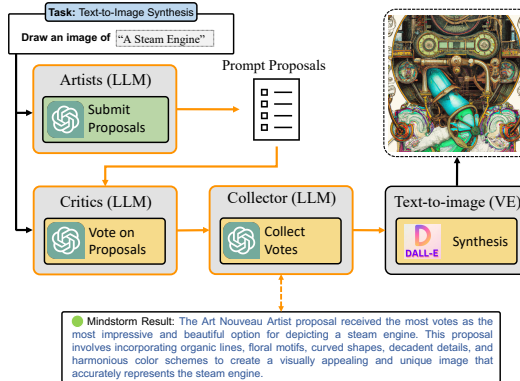 Task: Text-to-Image Synthesis
Draw an image of “A Steam Engine”
Artists (LLM)
Submit
Proposals
Prompt Proposals
Critics (LLM)
Vote on
Proposals
Collector (LLM)
Collect
Votes
Text-to-image (VE)
DALL-E
Synthesis
Mindstorm Result: The Art Nouveau Artist proposal received the most votes as the
most impressive and beautiful option for depicting a steam engine. This proposal
involves incorporating organic lines, floral motifs, curved shapes, decadent details, and
harmonious color schemes to create a visually appealing and unique image that
accurately represents the steam engine.